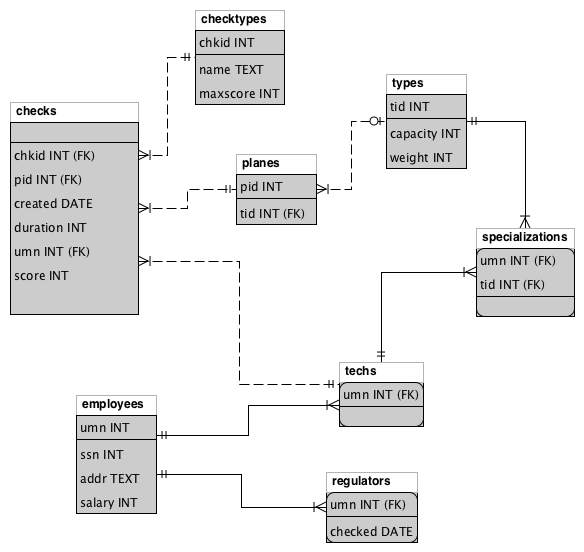 checktypes
chkid INT
name TEXT
maxscore INT
types
tid INT
capacity INT
weight INT
checks
chkid INT (FK)
pid INT (FK)
created DATE
duration INT
umn INT (FK)
score INT
planes
pid INT
tid INT (FK)
specializations
umn INT (FK)
tid INT (FK)
techs
umn INT (FK)
employees
umn INT
ssn INT
addr TEXT
salary INT
regulators
umn INT (FK)
checked DATE